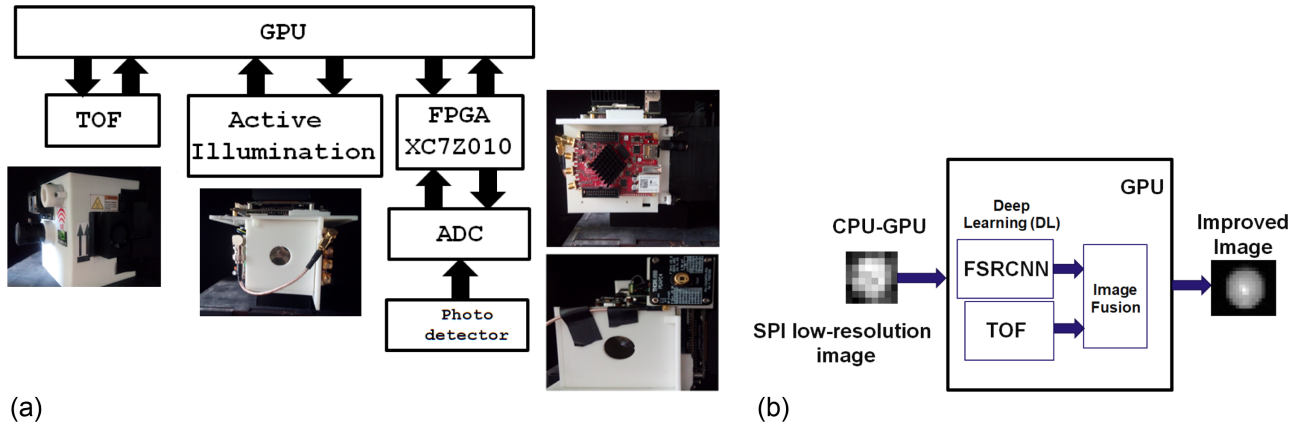 GPU
TOF
Active
Illumination
FPGA
XC7Z010
ADC
Photo
detector
(a)
GPU
Deep
Learning (DL)
CPU-GPU
FSRCNN
TOF
Image
Fusion
Improved
Image
SPI low-resolution
image
(b)